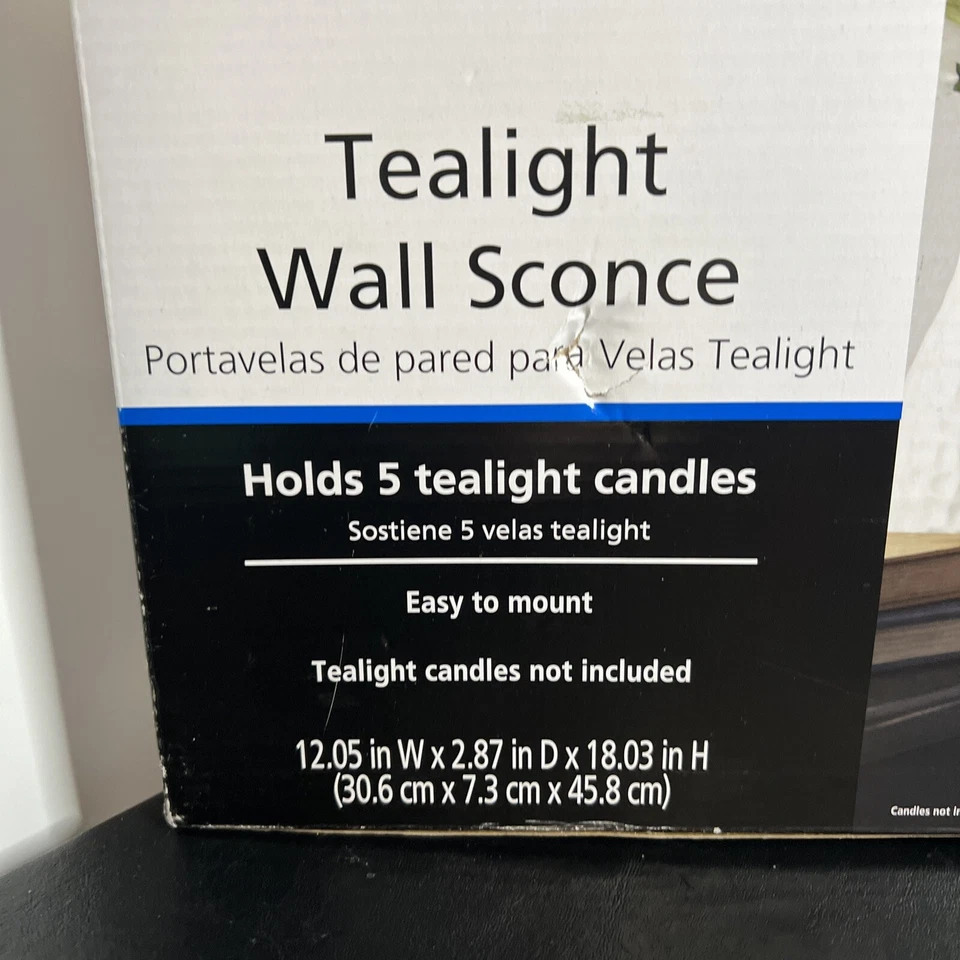 Tealight
Wall Sconce
Portavelas de pared para Velas Tealight
Holds 5 tealight candles
Sostiene 5 velas tealight
Easy to mount
Tealight candles not included
12.05 in W x 2.87 in D x 18.03 in H
(30.6 cm x 7.3 cm x 45.8 cm)
Candles not